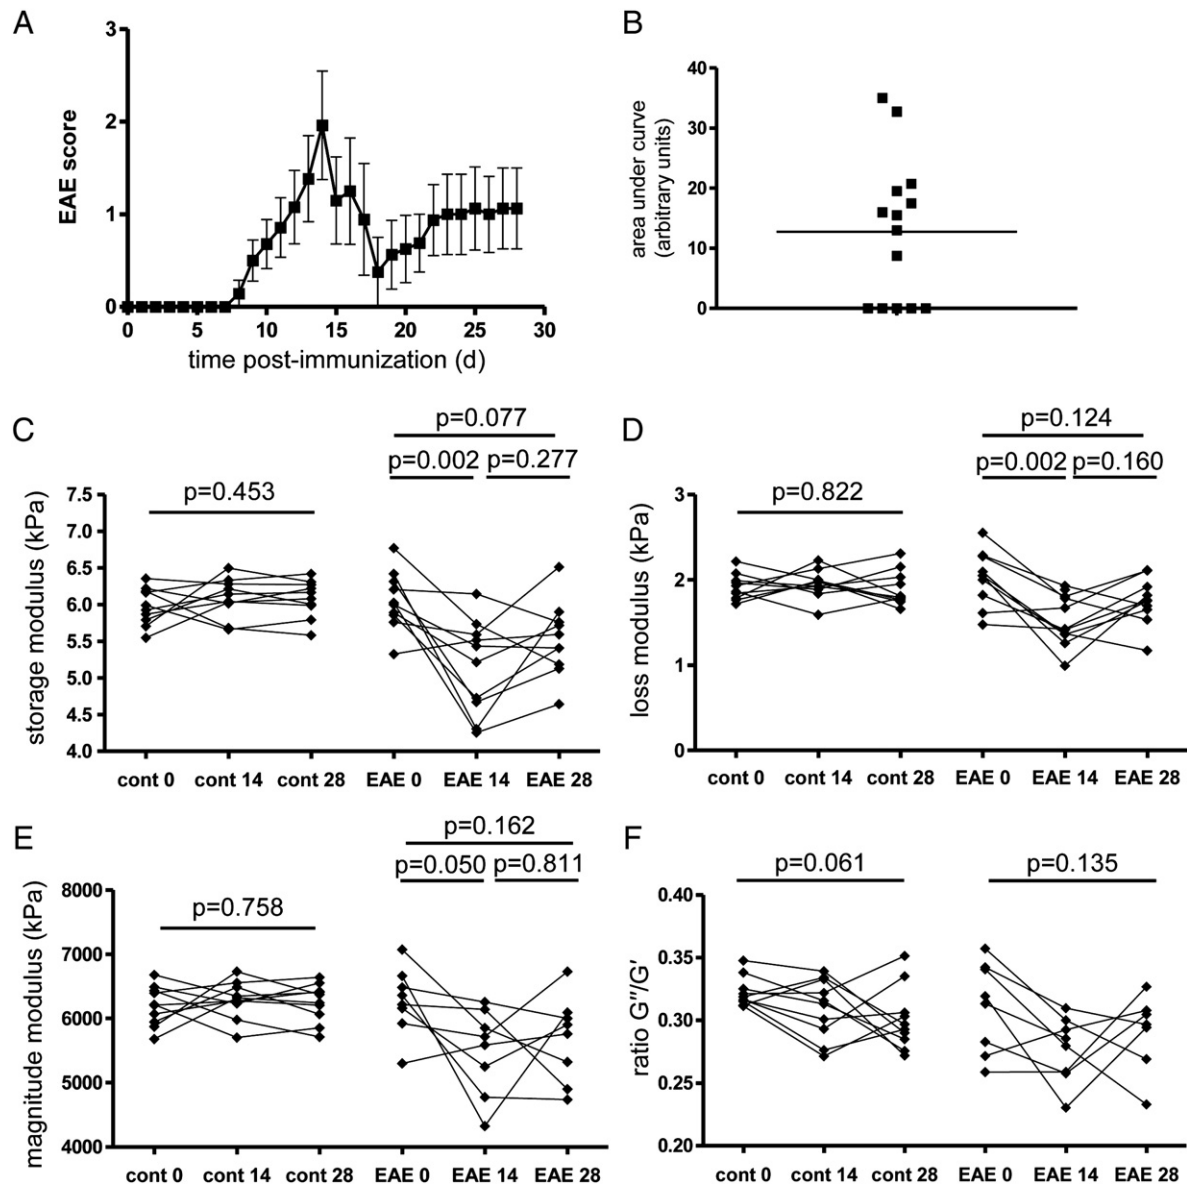 A
EAE score
3
2
1
0
0 5 10 15 20 25 30
time post-immunization (d)
B
area under curve
(arbitrary units)
40
30
20
10
0
C
storage modulus (kPa)
p=0.077
p=0.002 p=0.277
p=0.453
7.5
7.0
6.5
6.0
5.5
5.0
4.5
4.0
cont 0 cont 14 cont 28 EAE 0 EAE 14 EAE 28
D
loss modulus (kPa)
p=0.124
p=0.002 p=0.160
p=0.822
3
2
1
0
cont 0 cont 14 cont 28 EAE 0 EAE 14 EAE 28
E
magnitude modulus (kPa)
p=0.162
p=0.050 p=0.811
p=0.758
8000
7000
6000
5000
4000
cont 0 cont 14 cont 28 EAE 0 EAE 14 EAE 28
F
ratio G″/G′
p=0.061 p=0.135
0.40
0.35
0.30
0.25
0.20
cont 0 cont 14 cont 28 EAE 0 EAE 14 EAE 28